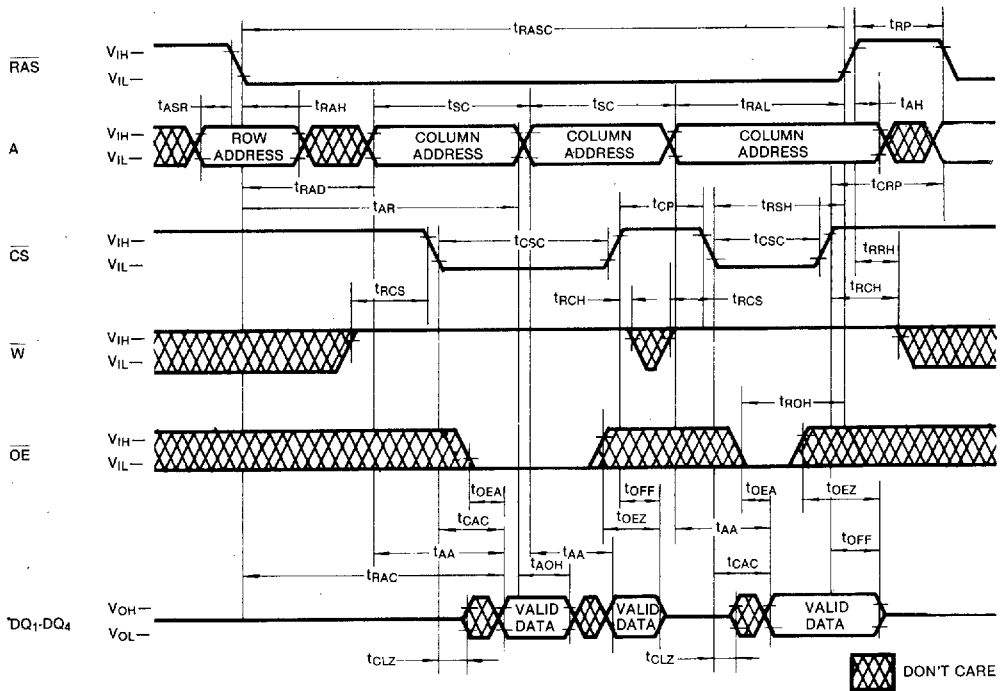 tRASC
tRP
RAS
VIH—
VIL—
tASR
tRAH
tSC
tSC
tRAL
tAH
A
VIH—
VIL—
ROW
ADDRESS
COLUMN
ADDRESS
COLUMN
ADDRESS
COLUMN
ADDRESS
tRAD
tCRP
tAR
tCP
tRSH
CS
VIH—
VIL—
tCSC
tCSC
tRRH
tRCS
tRCH
tRCS
tRCH
W
VIH—
VIL—
tROH
OE
VIH—
VIL—
tOEA
tOFF
tOEA
tOEZ
tCAC
tOEZ
tAA
tAA
tAA
tOFF
tRAC
tAOH
tCAC
DQ1-DQ4
VOH—
VOL—
VALID
DATA
VALID
DATA
VALID
DATA
tCLZ
tCLZ
DON'T CARE